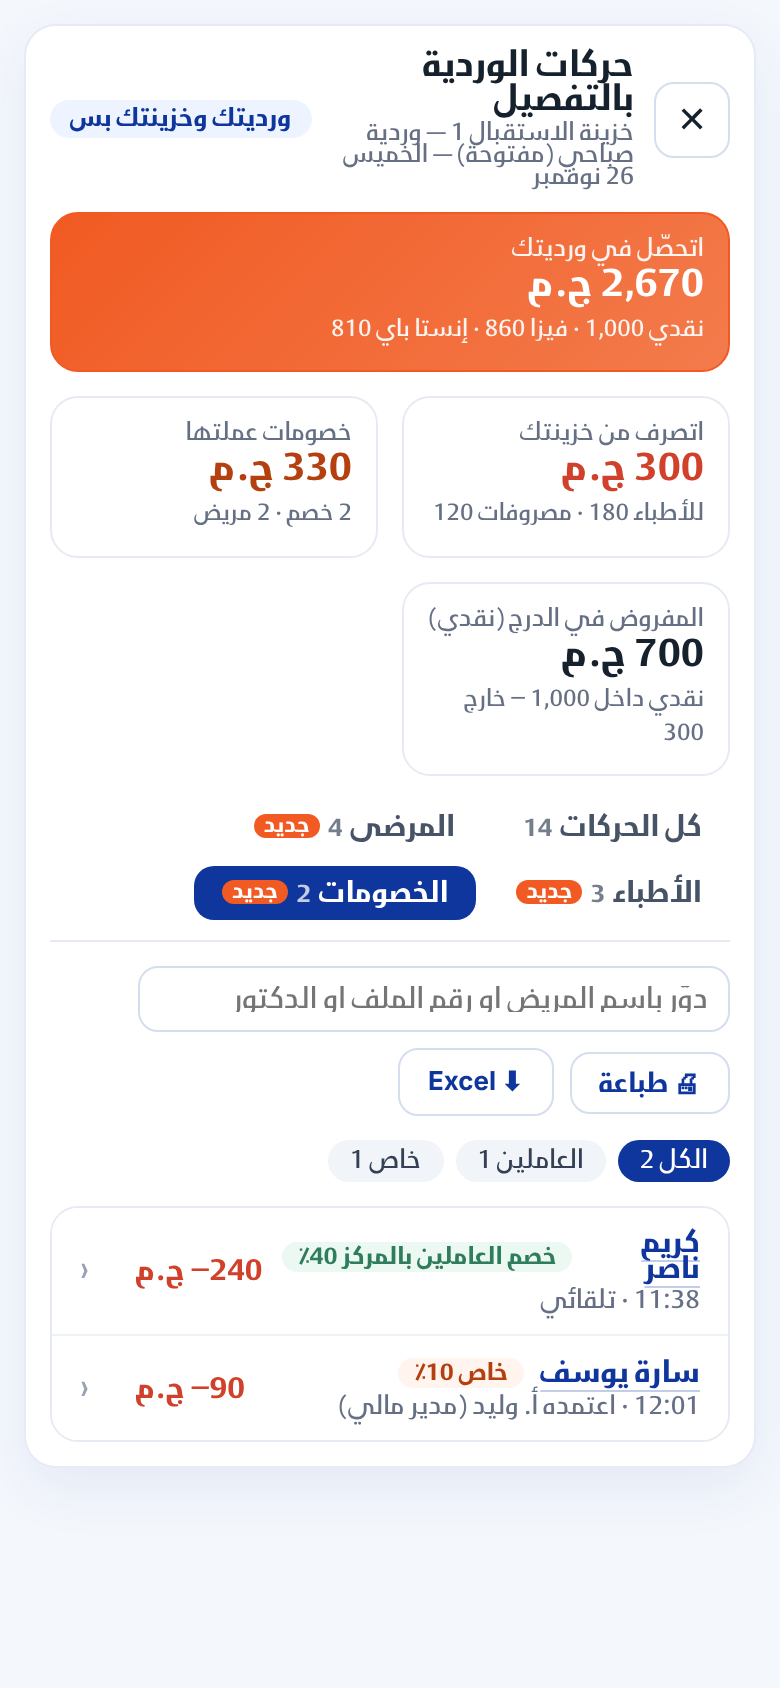 ✕
حركات الوردية
بالتفصيل
خزينة الاستقبال 1 — وردية
صباحي (مفتوحة) — الخميس
26 نوفمبر
ورديتك وخزينتك بس
اتحصّل في ورديتك
2,670 ج.م
نقدي 1,000 · فيزا 860 · إنستا باي 810
اتصرف من خزينتك
300 ج.م
للأطباء 180 · مصروفات 120
خصومات عملتها
330 ج.م
2 خصم · 2 مريض
المفروض في الدرج (نقدي)
700 ج.م
نقدي داخل 1,000 − خارج
300
كل الحركات 14
المرضى 4 جديد
الأطباء 3 جديد
الخصومات 2 جديد
دوّر باسم المريض او رقم الملف او الدكتور
🖨 طباعة
⬇ Excel
الكل 2
العاملين 1
خاص 1
كريم
ناصر
خصم العاملين بالمركز 40٪
11:38 · تلقائي
−240 ج.م
‹
سارة يوسف
خاص 10٪
12:01 · اعتمده أ. وليد (مدير مالي)
−90 ج.م
‹